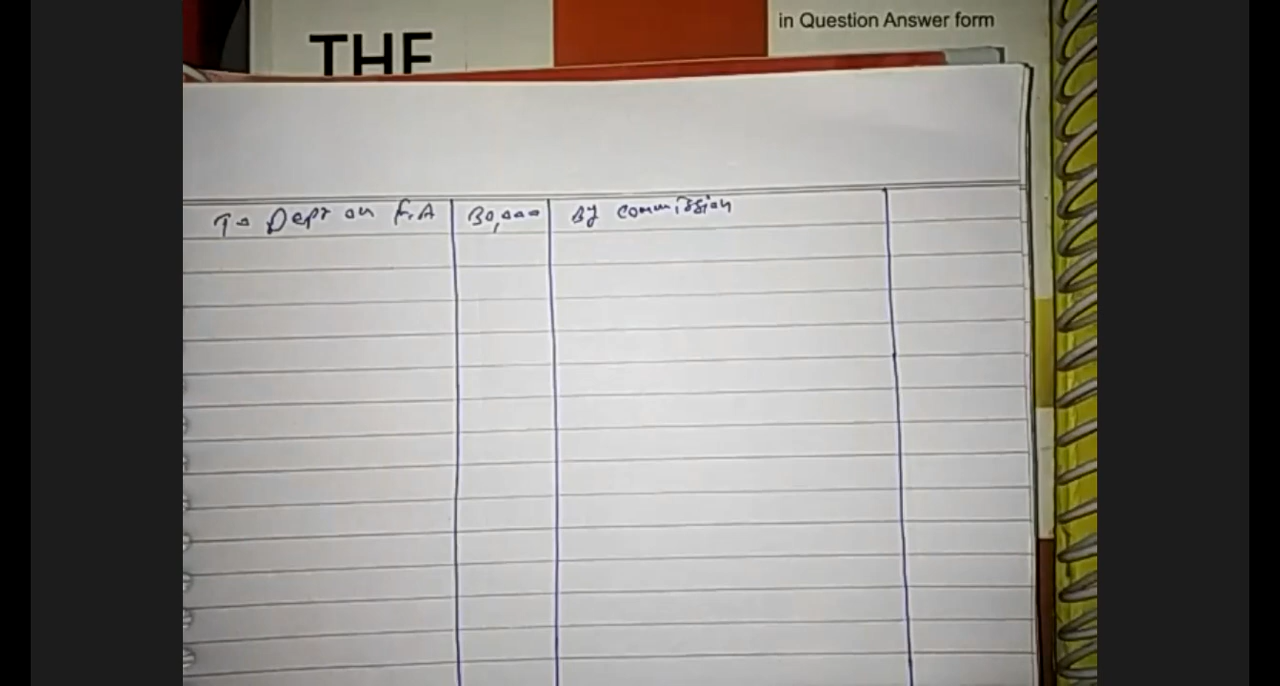 in Question Answer form
THE
To Depr on F.A 30,000 By Commission